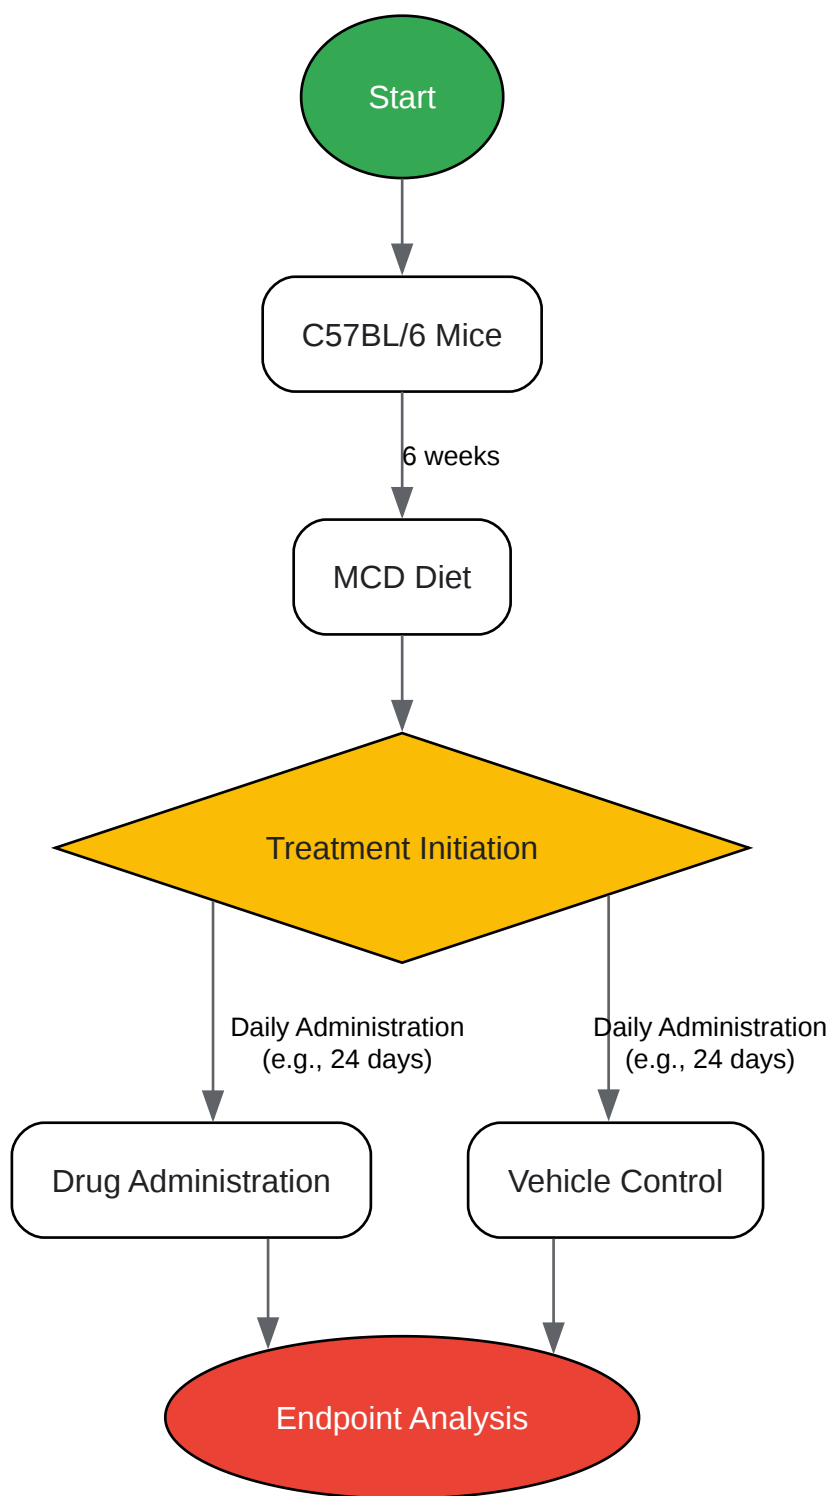 Start
C57BL/6 Mice
6 weeks
MCD Diet
Treatment Initiation
Daily Administration
(e.g., 24 days)
Daily Administration
(e.g., 24 days)
Drug Administration
Vehicle Control
Endpoint Analysis